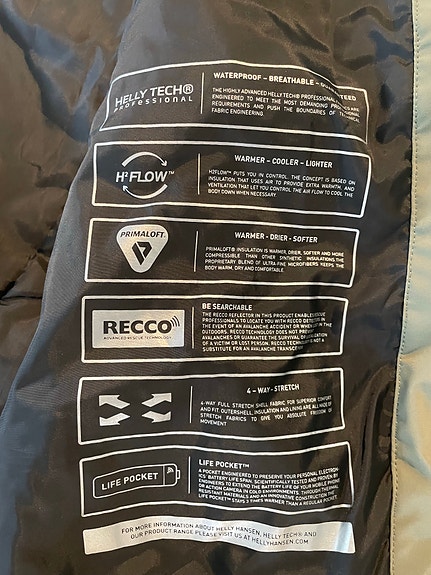 HELLY TECH®
PROFESSIONAL
WATERPROOF – BREATHABLE –
THE HIGHLY ADVANCED HELLY TECH® PROFESSIONAL
ENGINEERED TO MEET THE MOST DEMANDING
REQUIREMENTS AND PUSH THE BOUNDARIES OF
FABRIC ENGINEERING.
H²FLOW™
WARMER – COOLER – LIGHTER
H2FLOW™ PUTS YOU IN CONTROL. THE CONCEPT IS BASED ON
INSULATION THAT USES AIR TO PROVIDE EXTRA WARMTH, AND
VENTILATION THAT LET YOU CONTROL THE AIR FLOW TO COOL THE
BODY DOWN WHEN NECESSARY.
PRIMALOFT.
WARMER - DRIER - SOFTER
PRIMALOFT® INSULATION IS WARMER, DRIER, SOFTER AND MORE
COMPRESSIBLE THAN OTHER SYNTHETIC INSULATIONS. THE
PROPRIETARY BLEND OF ULTRA FINE MICROFIBERS KEEPS THE
BODY WARM, DRY AND COMFORTABLE.
RECCO
ADVANCED RESCUE TECHNOLOGY
BE SEARCHABLE
THE RECCO REFLECTOR IN THIS PRODUCT ENABLES RESCUE
PROFESSIONALS TO LOCATE YOU WITH RECCO DETECTORS IN
THE EVENT OF AN AVALANCHE ACCIDENT OR WHEN LOST IN THE
OUTDOORS. RECCO TECHNOLOGY DOES NOT PREVENT
AVALANCHES OR GUARANTEE THE SURVIVAL OR LOCATION
OF A VICTIM OR LOST PERSON. RECCO TECHNOLOGY IS NOT A
SUBSTITUTE FOR AN AVALANCHE TRANSCEIVER.
4 - WAY - STRETCH
4-WAY FULL STRETCH SHELL FABRIC FOR SUPERIOR COMFORT
AND FIT. OUTERSHELL, INSULATION AND LINING ARE ALL MADE OF
STRETCH FABRICS TO GIVE YOU ABSOLUTE FREEDOM OF
MOVEMENT
LIFE POCKET
LIFE POCKET™
A POCKET ENGINEERED TO PRESERVE YOUR PERSONAL ELECTRON-
ICS' BATTERY LIFE SPAN. SCIENTIFICALLY TESTED AND PROVEN BY
ENGINEERS TO EXTEND THE BATTERY LIFE OF YOUR MOBILE PHONE
OR ACTION CAMERA IN COLD ENVIRONMENTS. THROUGH THERMAL
RESISTANT MATERIALS AND AN INNOVATIVE CONSTRUCTION THE
LIFE POCKET™ STAYS 3 TIMES WARMER THAN A REGULAR POCKET.
FOR MORE INFORMATION ABOUT HELLY HANSEN, HELLY TECH® AND
OUR PRODUCT RANGE PLEASE VISIT US AT HELLYHANSEN.COM